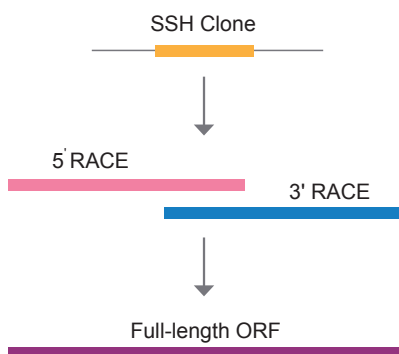 SSH Clone
5' RACE
3' RACE
Full-length ORF